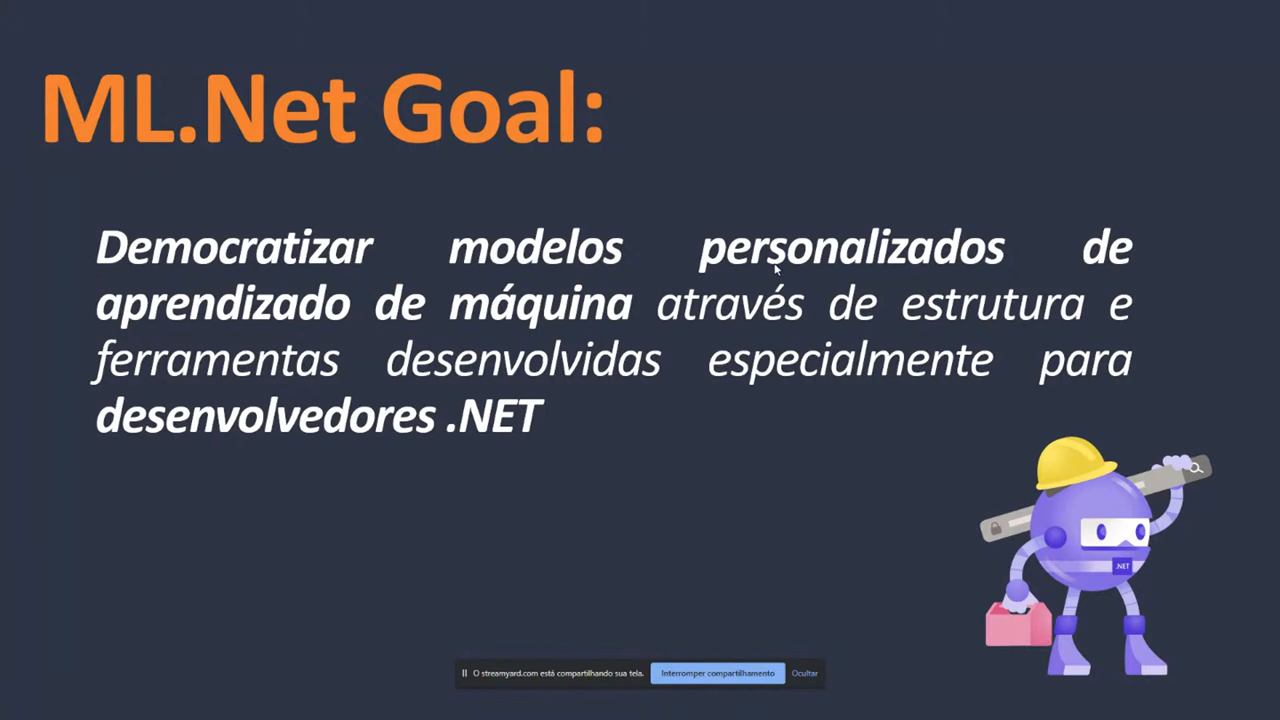 ML.Net Goal:
Democratizar modelos personalizados de
aprendizado de máquina através de estrutura e
ferramentas desenvolvidas especialmente para
desenvolvedores .NET
.NET
O streamyard.com está compartilhando sua tela. Interromper compartilhamento Ocultar